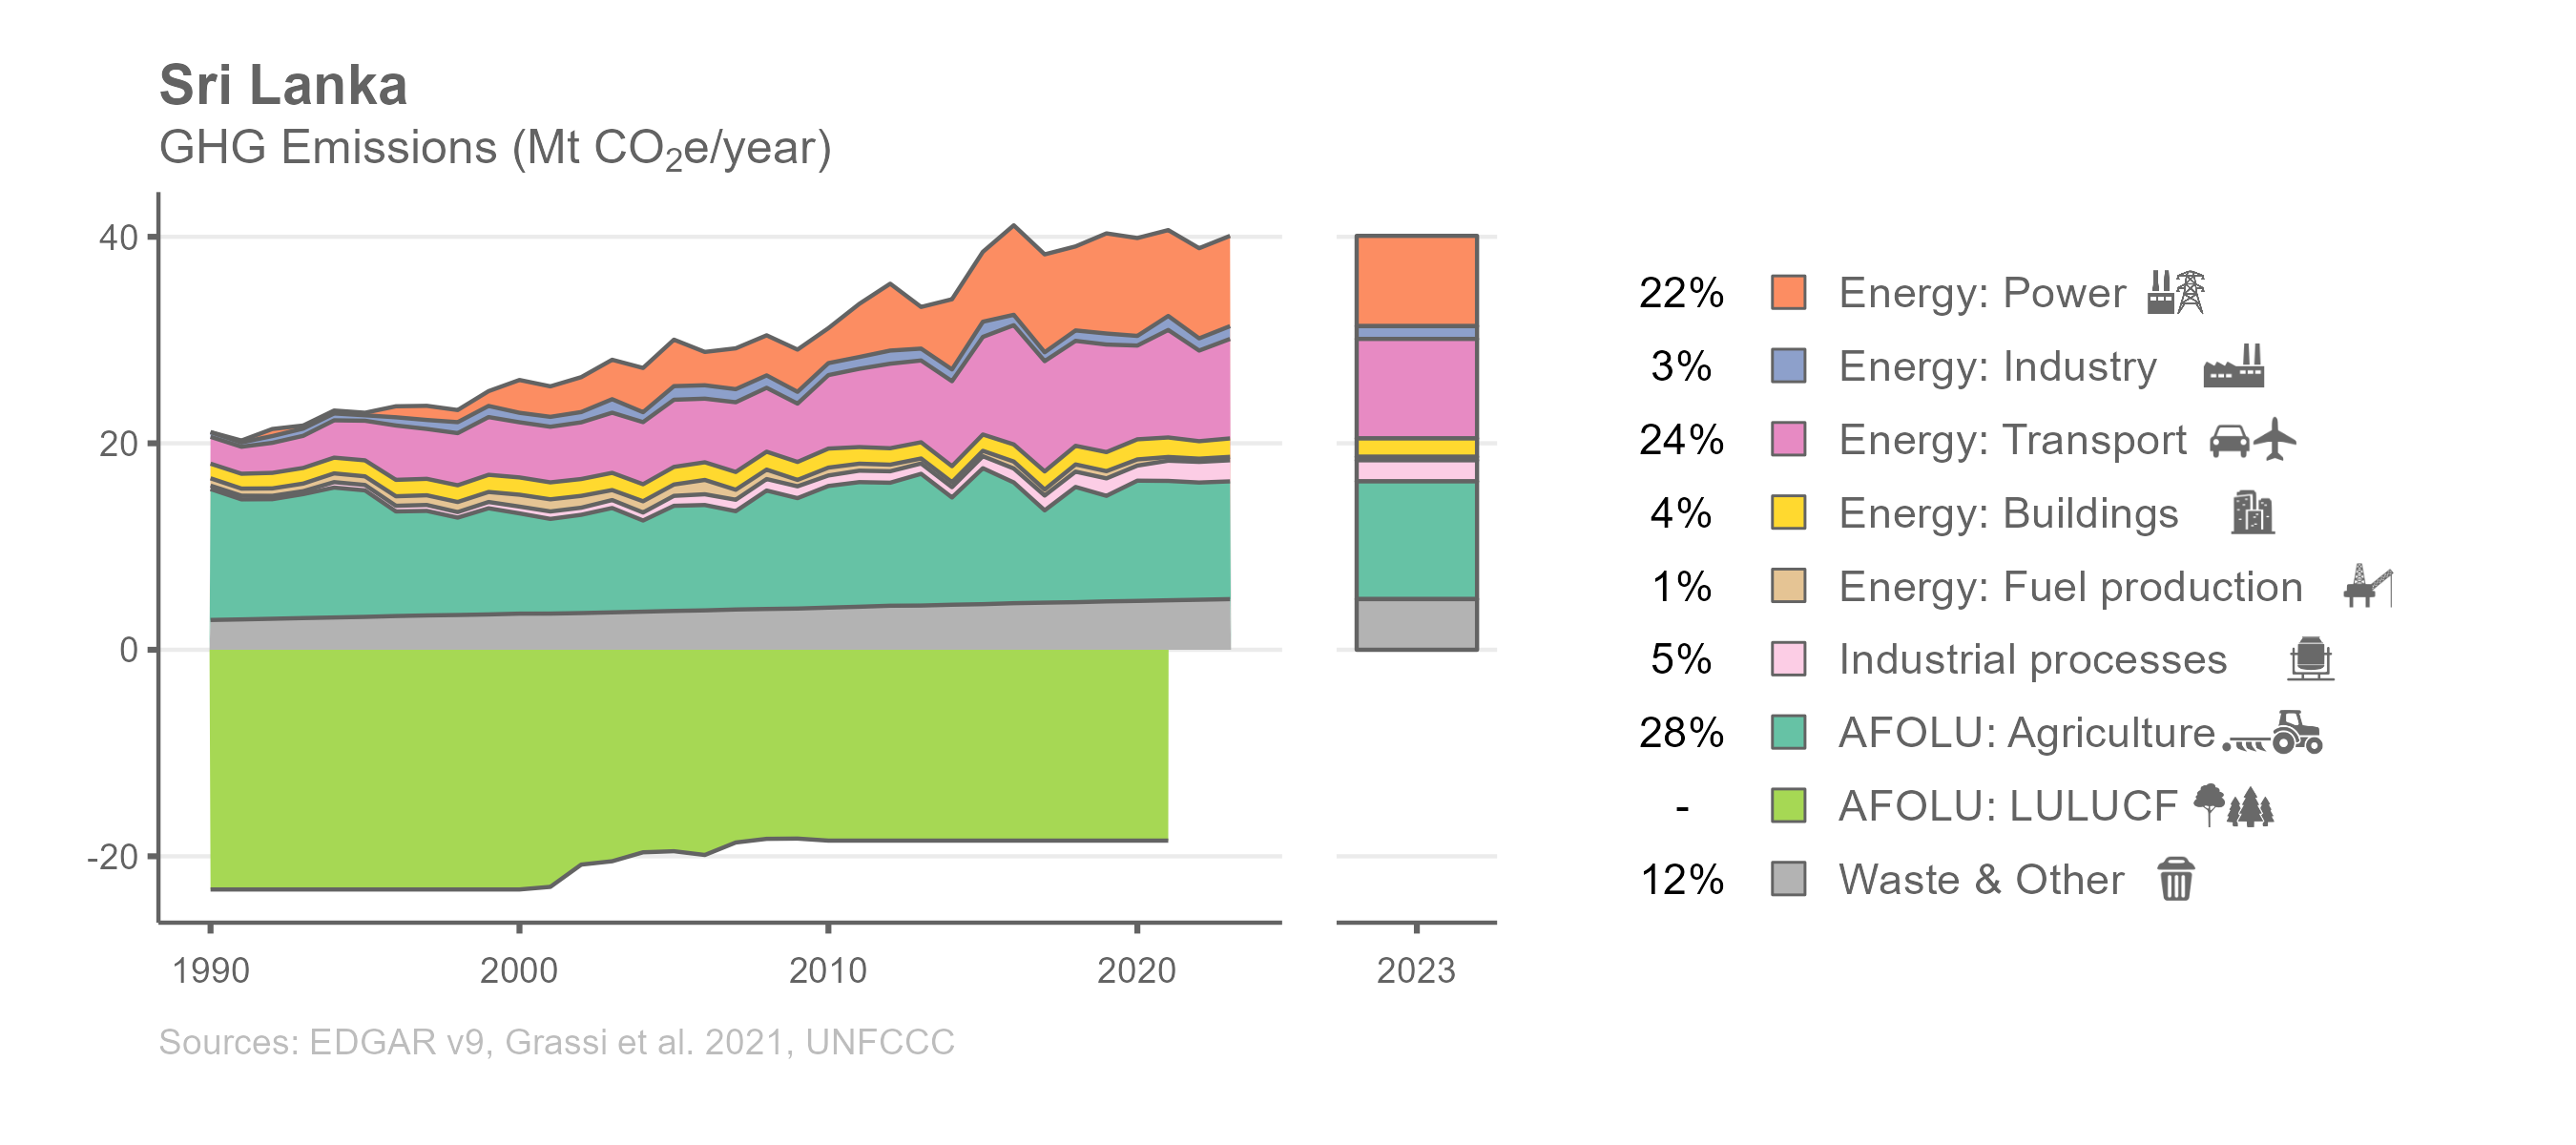 Sri Lanka
GHG Emissions (Mt CO₂e/year)
40
20
0
-20
1990
2000
2010
2020
2023
22% Energy: Power
3% Energy: Industry
24% Energy: Transport
4% Energy: Buildings
1% Energy: Fuel production
5% Industrial processes
28% AFOLU: Agriculture
- AFOLU: LULUCF
12% Waste & Other
Sources: EDGAR v9, Grassi et al. 2021, UNFCCC